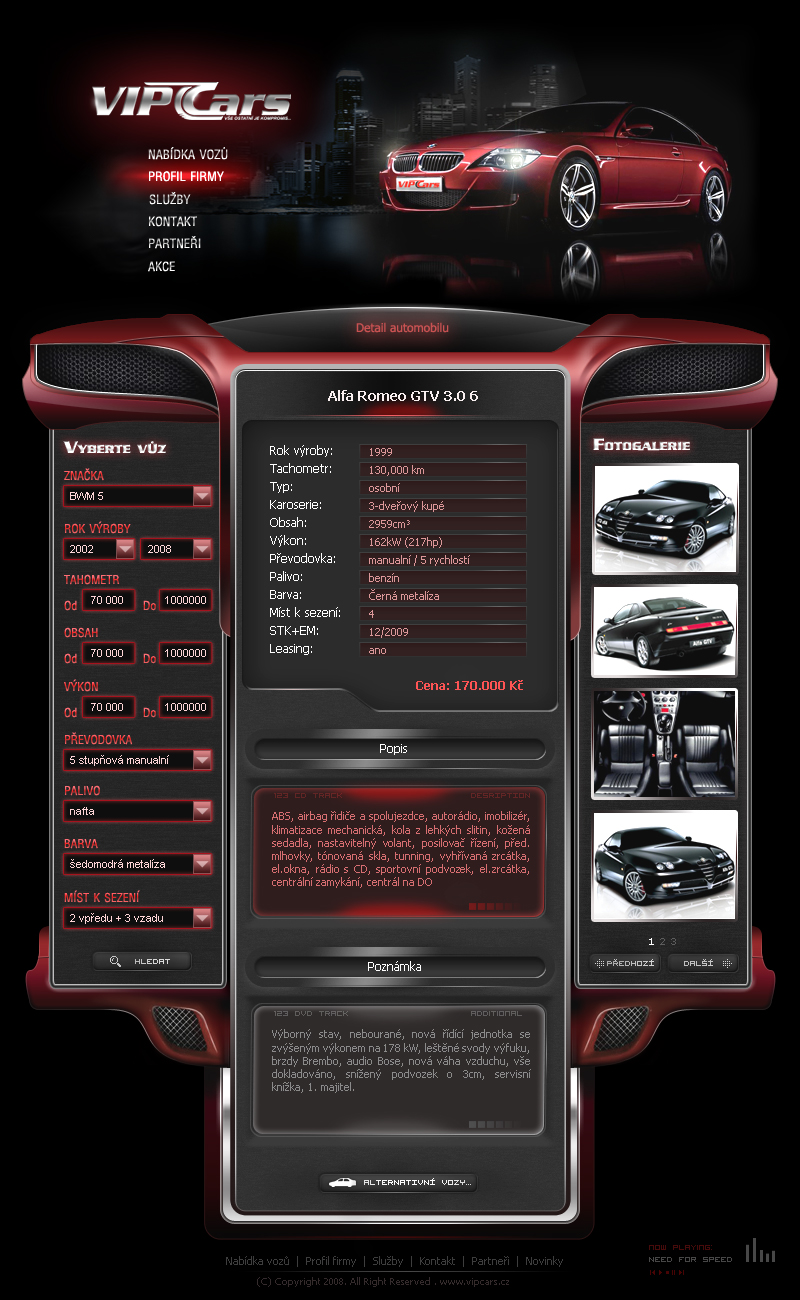 VIPCars
VŠE OSTATNÍ JE KOMPROMIS...
NABÍDKA VOZŮ
PROFIL FIRMY
SLUŽBY
KONTAKT
PARTNEŘI
AKCE
VIPCars
Detail automobilu
Vyberte vůz
ZNAČKA
BWM 5
ROK VÝROBY
2002 2008
TAHOMETR
Od 70 000 Do 1000000
OBSAH
Od 70 000 Do 1000000
VÝKON
Od 70 000 Do 1000000
PŘEVODOVKA
5 stupňová manualní
PALIVO
nafta
BARVA
šedomodrá metalíza
MÍST K SEZENÍ
2 vpředu + 3 vzadu
HLEDAT
Alfa Romeo GTV 3.0 6
Rok výroby: 1999
Tachometr: 130,000 km
Typ: osobní
Karoserie: 3-dveřový kupé
Obsah: 2959cm³
Výkon: 162kW (217hp)
Převodovka: manualní / 5 rychlostí
Palivo: benzín
Barva: Černá metalíza
Míst k sezení: 4
STK+EM: 12/2009
Leasing: ano
Cena: 170.000 Kč
Popis
123 CD TRACK DESRIPTION
ABS, airbag řidiče a spolujezdce, autorádio, imobilizér,
klimatizace mechanická, kola z lehkých slitin, kožená
sedadla, nastavitelný volant, posilovač řízení, před.
mlhovky, tónovaná skla, tunning, vyhřívaná zrcátka,
el.okna, rádio s CD, sportovní podvozek, el.zrcátka,
centrální zamykání, centrál na DO
Poznámka
123 DVD TRACK ADDITIONAL
Výborný stav, nebourané, nová řídící jednotka se
zvýšeným výkonem na 178 kW, leštěné svody výfuku,
brzdy Brembo, audio Bose, nová váha vzduchu, vše
dokladováno, snížený podvozek o 3cm, servisní
knížka, 1. majitel.
ALTERNATIVNÍ VOZY...
Fotogalerie
Alfa GTV
1 2 3
PŘEDHOZÍ DALŠÍ
Nabídka vozů | Profil firmy | Služby | Kontakt | Partneři | Novinky
(C) Copyright 2008. All Right Reserved . www.vipcars.cz
NOW PLAYING:
NEED FOR SPEED